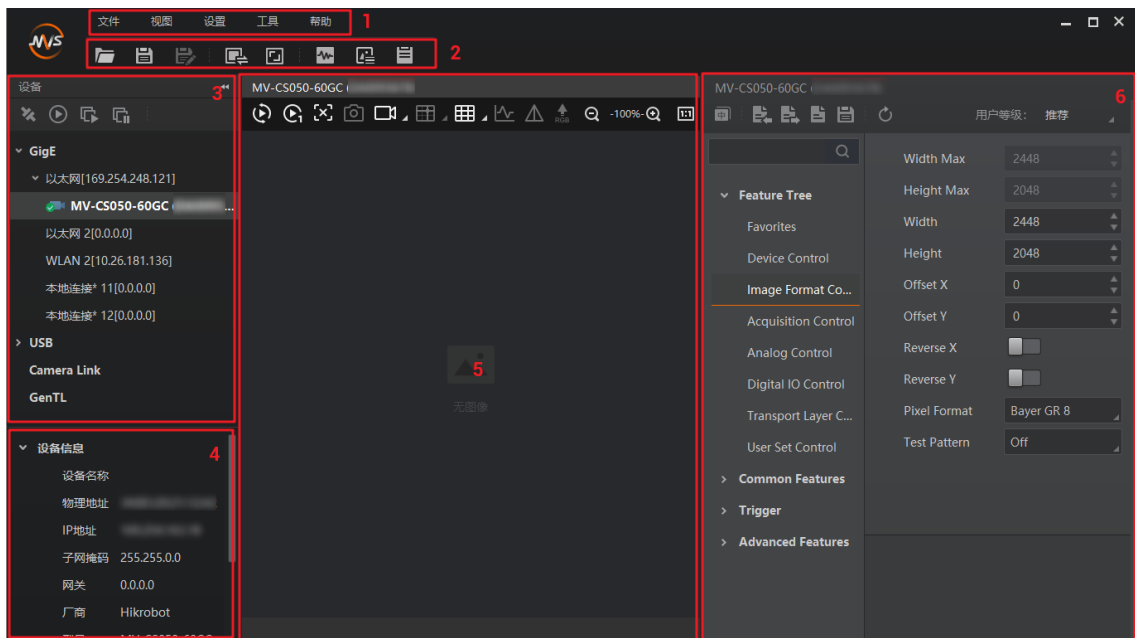 MVS
文件 视图 设置 工具 帮助
1
2
设备
3
GigE
以太网[169.254.248.121]
MV-CS050-60GC (...
以太网 2[0.0.0.0]
WLAN 2[10.26.181.136]
本地连接* 11[0.0.0.0]
本地连接* 12[0.0.0.0]
USB
Camera Link
GenTL
设备信息
4
设备名称
物理地址
IP地址
子网掩码 255.255.0.0
网关 0.0.0.0
厂商 Hikrobot
型号 MV-CS050-60GC
MV-CS050-60GC (
RGB
-100%-
1:1
5
无图像
MV-CS050-60GC (
6
中
用户等级: 推荐
Feature Tree
Favorites
Device Control
Image Format Co...
Acquisition Control
Analog Control
Digital IO Control
Transport Layer C...
User Set Control
Common Features
Trigger
Advanced Features
Width Max 2448
Height Max 2048
Width 2448
Height 2048
Offset X 0
Offset Y 0
Reverse X
Reverse Y
Pixel Format Bayer GR 8
Test Pattern Off